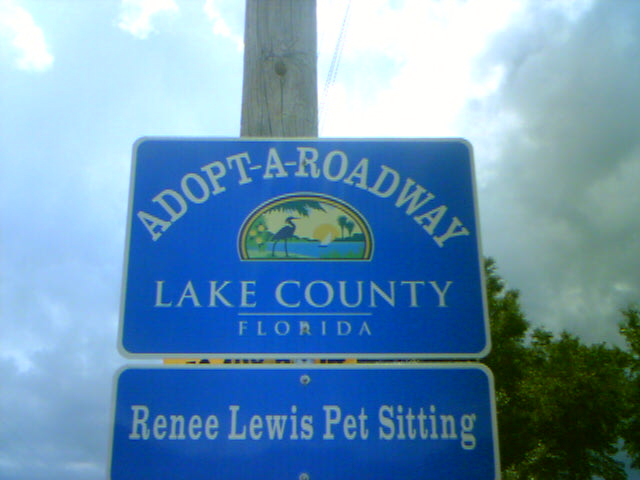 ADOPT-A-ROADWAY
LAKE COUNTY
FLORIDA
Renee Lewis Pet Sitting